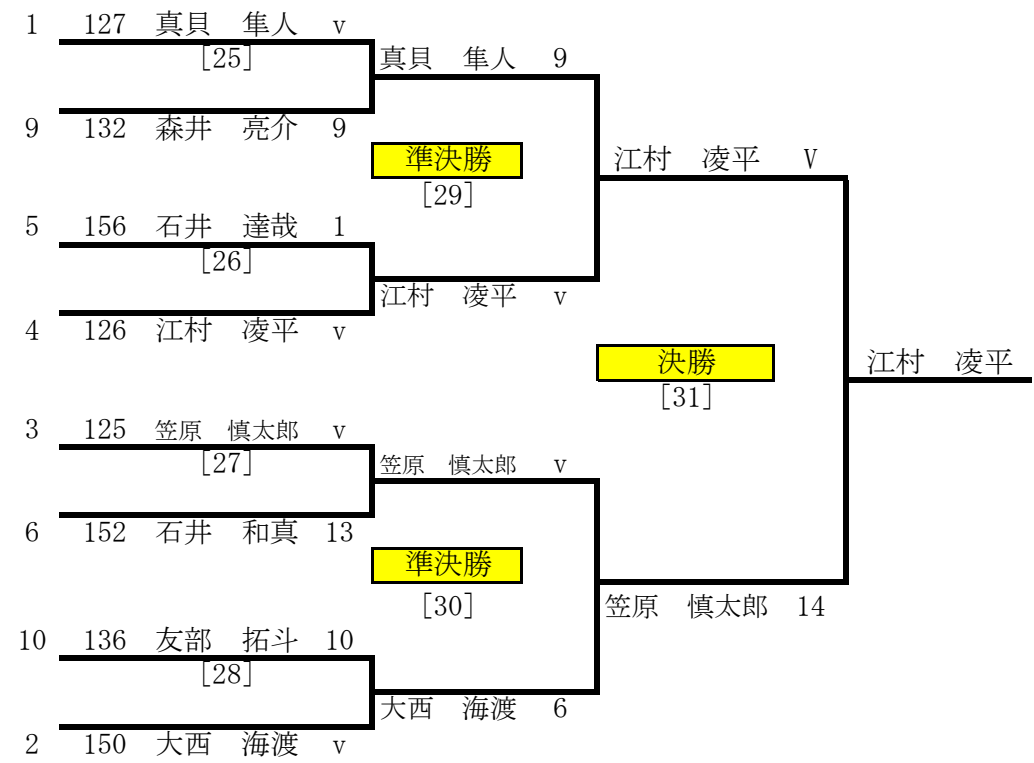 1 127 真貝 隼人 v
[25]
真貝 隼人 9
9 132 森井 亮介 9
準決勝
[29]
江村 凌平 V
5 156 石井 達哉 1
[26]
江村 凌平 v
4 126 江村 凌平 v
決勝
[31]
江村 凌平
3 125 笠原 慎太郎 v
[27]
笠原 慎太郎 v
6 152 石井 和真 13
準決勝
[30]
笠原 慎太郎 14
10 136 友部 拓斗 10
[28]
大西 海渡 6
2 150 大西 海渡 v